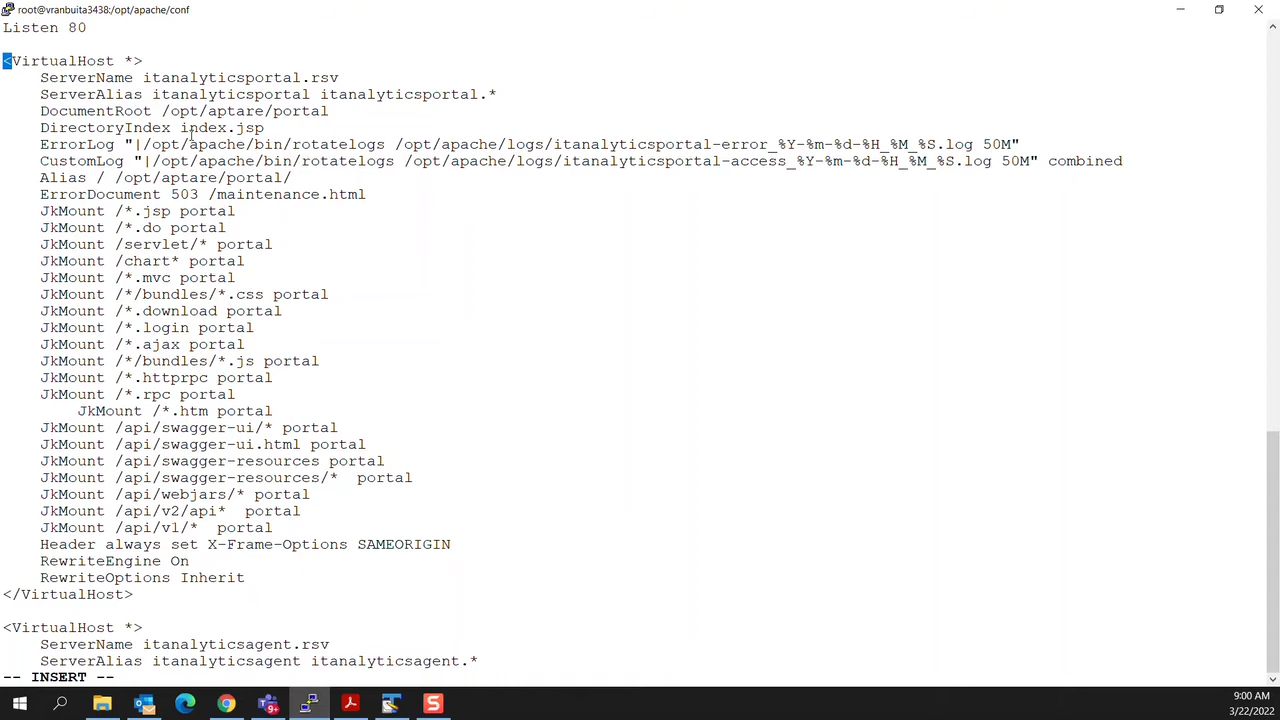 root@vranbuita3438:/opt/apache/conf
Listen 80
<VirtualHost *>
ServerName itanalyticsportal.rsv
ServerAlias itanalyticsportal itanalyticsportal.*
DocumentRoot /opt/aptare/portal
DirectoryIndex index.jsp
ErrorLog "|/opt/apache/bin/rotatelogs /opt/apache/logs/itanalyticsportal-error_%Y-%m-%d-%H_%M_%S.log 50M"
CustomLog "|/opt/apache/bin/rotatelogs /opt/apache/logs/itanalyticsportal-access_%Y-%m-%d-%H_%M_%S.log 50M" combined
Alias / /opt/aptare/portal/
ErrorDocument 503 /maintenance.html
JkMount /*.jsp portal
JkMount /*.do portal
JkMount /servlet/* portal
JkMount /chart* portal
JkMount /*.mvc portal
JkMount /*/bundles/*.css portal
JkMount /*.download portal
JkMount /*.login portal
JkMount /*.ajax portal
JkMount /*/bundles/*.js portal
JkMount /*.httprpc portal
JkMount /*.rpc portal
JkMount /*.htm portal
JkMount /api/swagger-ui/* portal
JkMount /api/swagger-ui.html portal
JkMount /api/swagger-resources portal
JkMount /api/swagger-resources/*  portal
JkMount /api/webjars/* portal
JkMount /api/v2/api*  portal
JkMount /api/v1/*  portal
Header always set X-Frame-Options SAMEORIGIN
RewriteEngine On
RewriteOptions Inherit
</VirtualHost>
<VirtualHost *>
ServerName itanalyticsagent.rsv
ServerAlias itanalyticsagent itanalyticsagent.*
-- INSERT --
9+
S
9:00 AM
3/22/2022